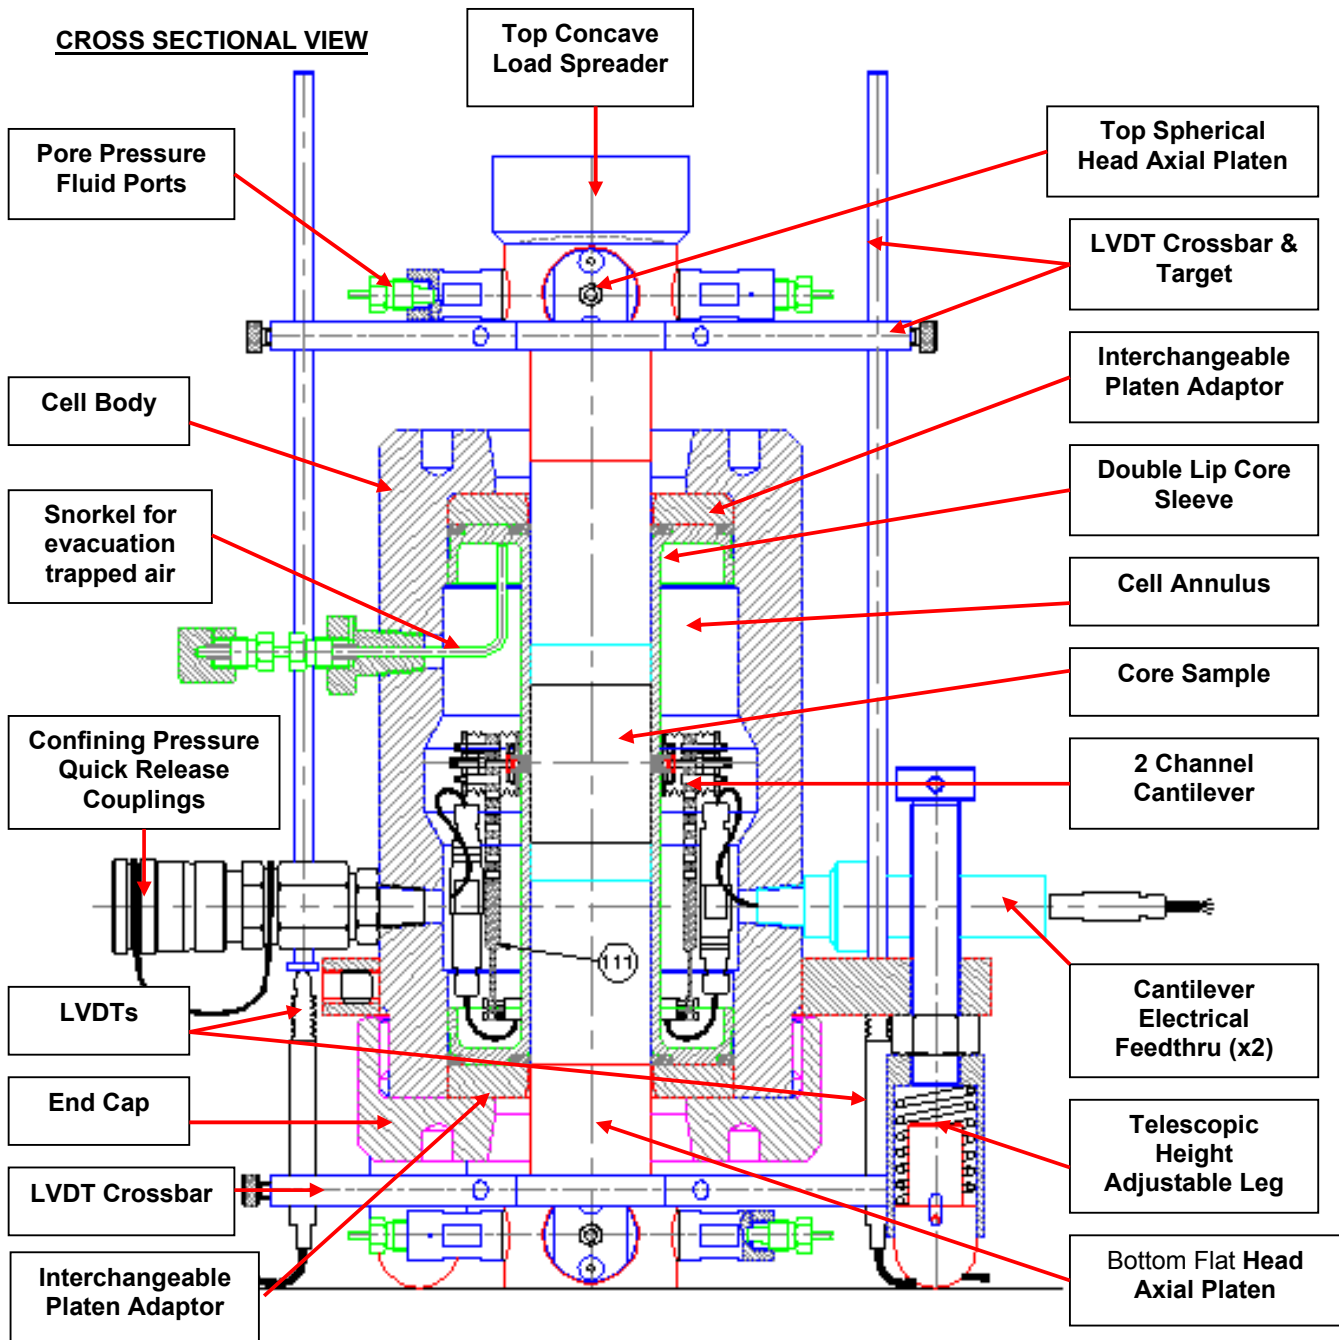 CROSS SECTIONAL VIEW
Top Concave
Load Spreader
Pore Pressure
Fluid Ports
Top Spherical
Head Axial Platen
LVDT Crossbar &
Target
Interchangeable
Platen Adaptor
Cell Body
Double Lip Core
Sleeve
Snorkel for
evacuation
trapped air
Cell Annulus
Core Sample
Confining Pressure
Quick Release
Couplings
2 Channel
Cantilever
111
LVDTs
Cantilever
Electrical
Feedthru (x2)
End Cap
Telescopic
Height
Adjustable Leg
LVDT Crossbar
Interchangeable
Platen Adaptor
Bottom Flat Head
Axial Platen